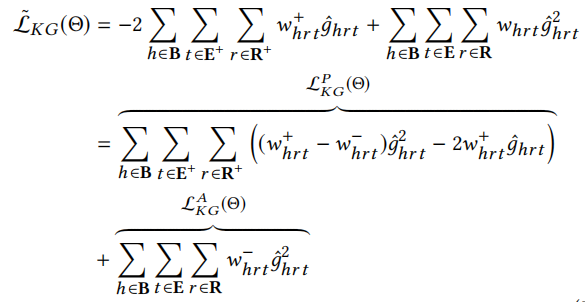 $\tilde{\mathcal{L}}_{KG}(\Theta) = -2 \sum_{h \in \mathbf{B}} \sum_{t \in \mathbf{E}^+} \sum_{r \in \mathbf{R}^+} w^+_{hrt} \hat{g}_{hrt} + \sum_{h \in \mathbf{B}} \sum_{t \in \mathbf{E}} \sum_{r \in \mathbf{R}} w_{hrt} \hat{g}^2_{hrt}$
$= \overbrace{\sum_{h \in \mathbf{B}} \sum_{t \in \mathbf{E}^+} \sum_{r \in \mathbf{R}^+} \left( (w^+_{hrt} - w^-_{hrt}) \hat{g}^2_{hrt} - 2w^+_{hrt} \hat{g}_{hrt} \right)}^{\mathcal{L}^P_{KG}(\Theta)}$
$+ \overbrace{\sum_{h \in \mathbf{B}} \sum_{t \in \mathbf{E}} \sum_{r \in \mathbf{R}} w^-_{hrt} \hat{g}^2_{hrt}}^{\mathcal{L}^A_{KG}(\Theta)}$